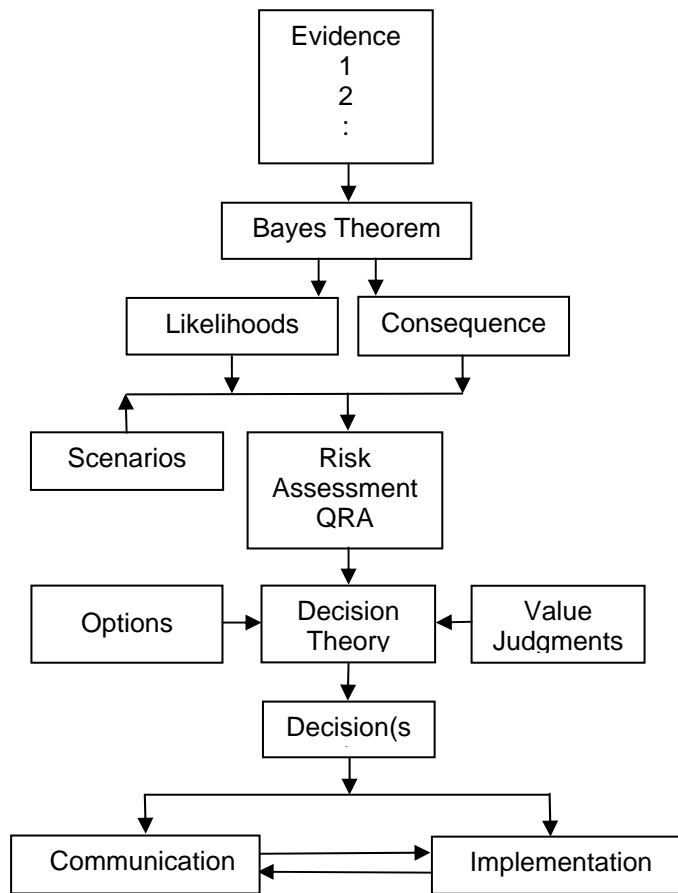 Evidence
1
2
:
Bayes Theorem
Likelihoods
Consequence
Scenarios
Risk
Assessment
QRA
Options
Decision
Theory
Value
Judgments
Decision(s
Communication
Implementation